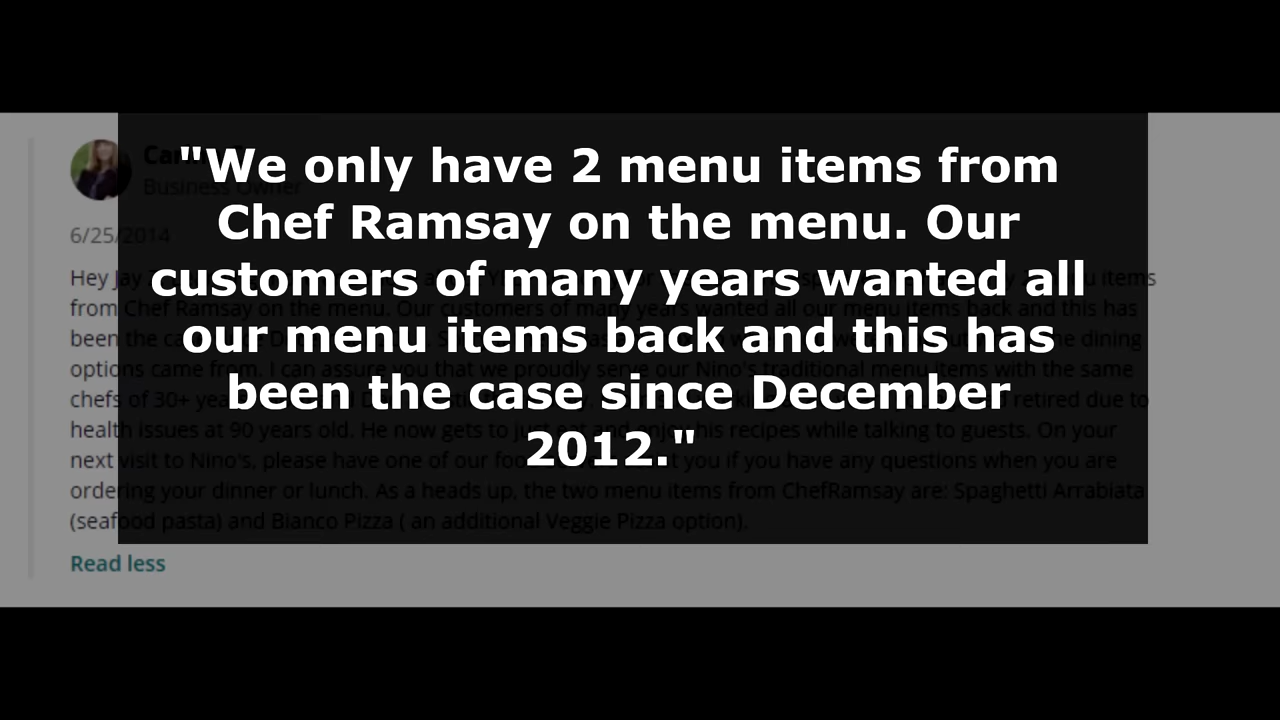 "We only have 2 menu items from
Chef Ramsay on the menu. Our
customers of many years wanted all
our menu items back and this has
been the case since December
2012."
Business Owner
6/25/2014
Hey Jay menu items
from Chef Ramsay on the menu. Our customers of many years wanted all our menu items back and this has
been the dining
options came from. I can assure you that we proudly serve our Nino's traditional menu items with the same
chefs of 30+ retired due to
health issues at 90 years old. He now gets to just eat and enjoy his recipes while talking to guests. On your
next visit to Nino's, please have one of our you if you have any questions when you are
ordering your dinner or lunch. As a heads up, the two menu items from ChefRamsay are: Spaghetti Arrabiata
(seafood pasta) and Bianco Pizza ( an additional Veggie Pizza option).
Read less